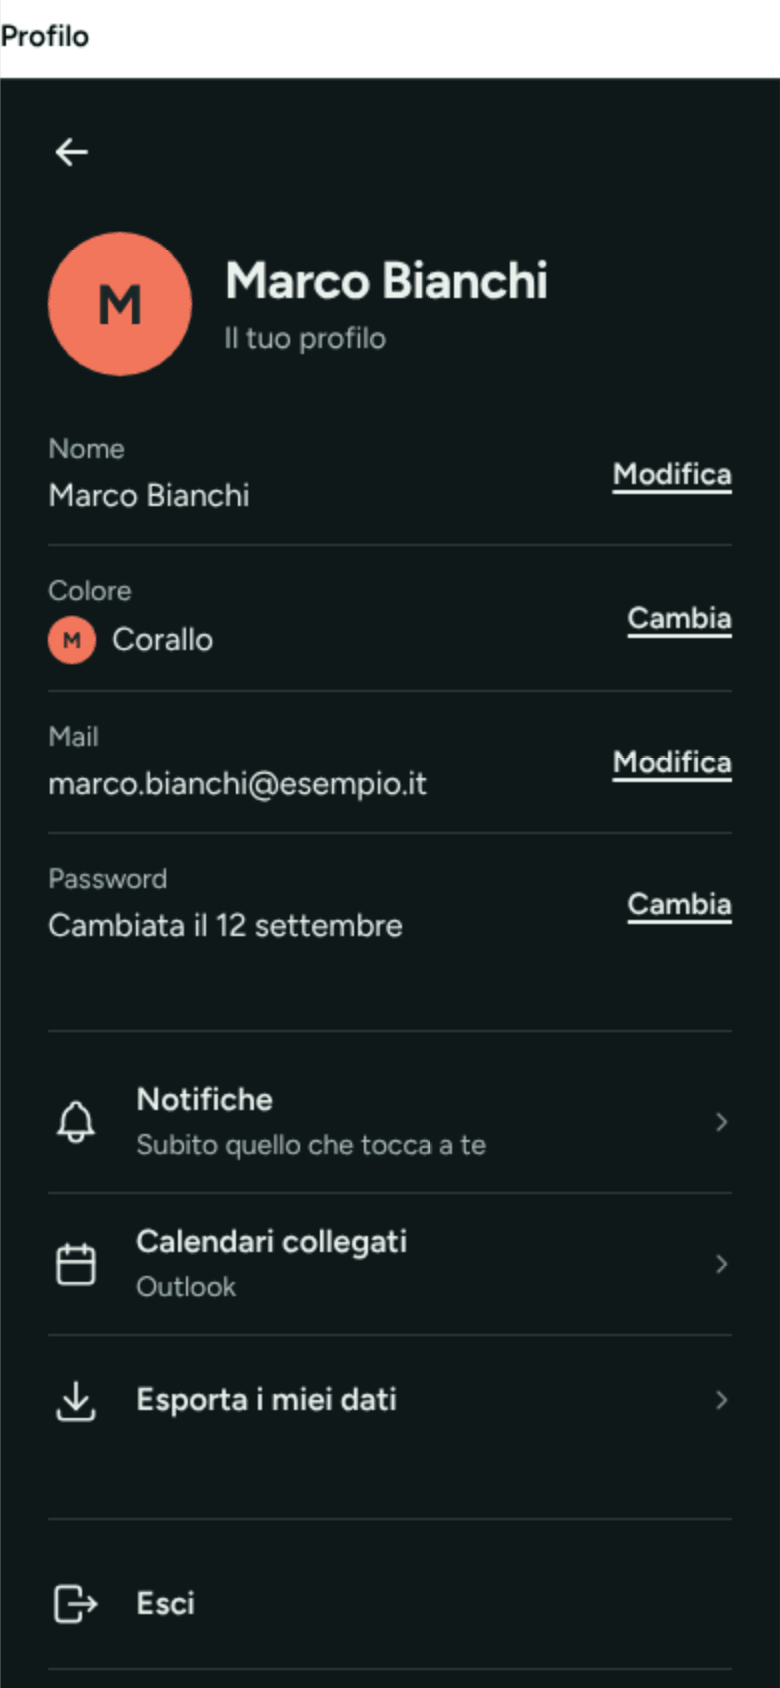 Profilo
M
Marco Bianchi
Il tuo profilo
Nome
Marco Bianchi
Modifica
Colore
M Corallo
Cambia
Mail
marco.bianchi@esempio.it
Modifica
Password
Cambiata il 12 settembre
Cambia
Notifiche
Subito quello che tocca a te
Calendari collegati
Outlook
Esporta i miei dati
Esci